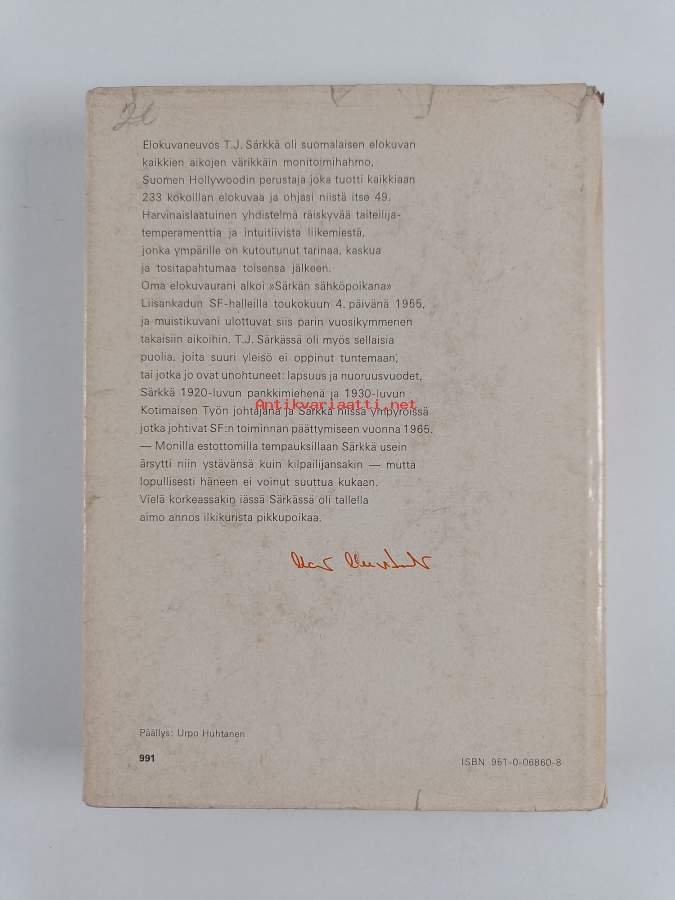 Elokuvaneuvos T.J. Särkkä oli suomalaisen elokuvan
kaikkien aikojen värikkäin monitoimihahmo,
Suomen Hollywoodin perustaja joka tuotti kaikkiaan
233 kokoillan elokuvaa ja ohjasi niistä itse 49.
Harvinaislaatuinen yhdistelmä räiskyvää taiteilija-
temperamenttia ja intuitiivista liikemiestä,
jonka ympärille on kutoutunut tarinaa, kaskua
ja tositapahtumaa toisensa jälkeen.
Oma elokuvaurani alkoi »Särkän sähköpoikana»
Liisankadun SF-halleilla toukokuun 4. päivänä 1955,
ja muistikuvani ulottuvat siis parin vuosikymmenen
takaisiin aikoihin. T.J. Särkässä oli myös sellaisia
puolia, joita suuri yleisö ei oppinut tuntemaan,
tai jotka jo ovat unohtuneet: lapsuus ja nuoruusvuodet,
Särkkä 1920-luvun pankkimiehenä ja 1930-luvun
Antikvariaatti.net
Kotimaisen Työn johtajana ja Särkkä niissä ympyröissä
jotka johtivat SF:n toiminnan päättymiseen vuonna 1965.
— Monilla estottomilla tempauksillaan Särkkä usein
ärsytti niin ystävänsä kuin kilpailijansakin — mutta
lopullisesti häneen ei voinut suuttua kukaan.
Vielä korkeassakin iässä Särkässä oli tallella
aimo annos ilkikurista pikkupoikaa.
Päällys: Urpo Huhtanen
991
ISBN 951-0-06860-8